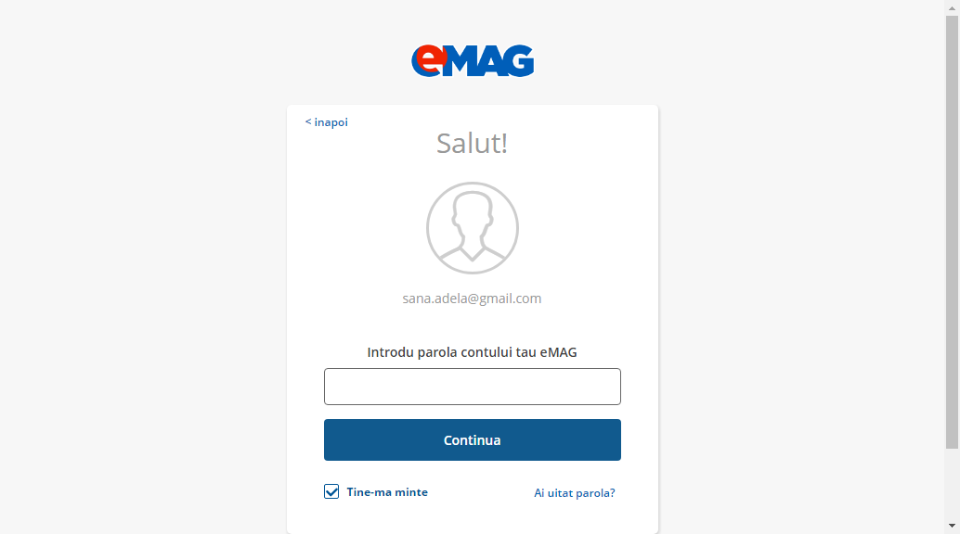 eMAG
< inapoi
Salut!
sana.adela@gmail.com
Introdu parola contului tau eMAG
Continua
Tine-ma minte
Ai uitat parola?